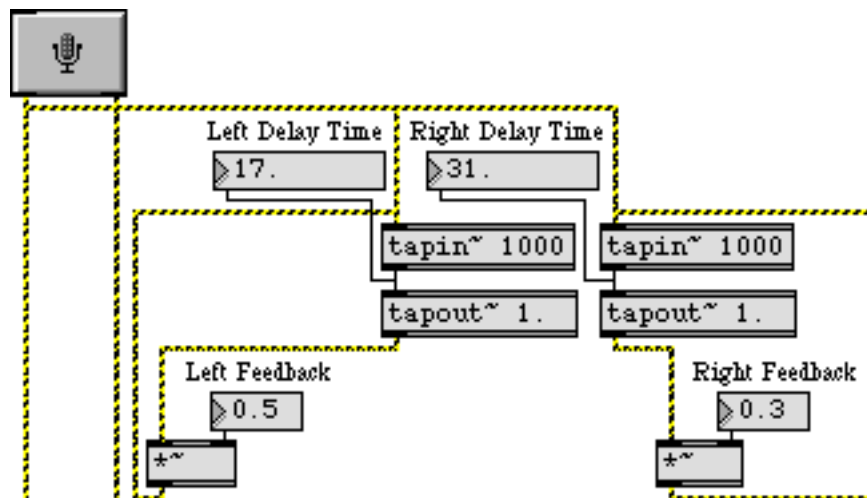 Left Delay Time Right Delay Time
17. 31.
tapin~ 1000 tapin~ 1000
tapout~ 1. tapout~ 1.
Left Feedback Right Feedback
0.5 0.3
*~ *~